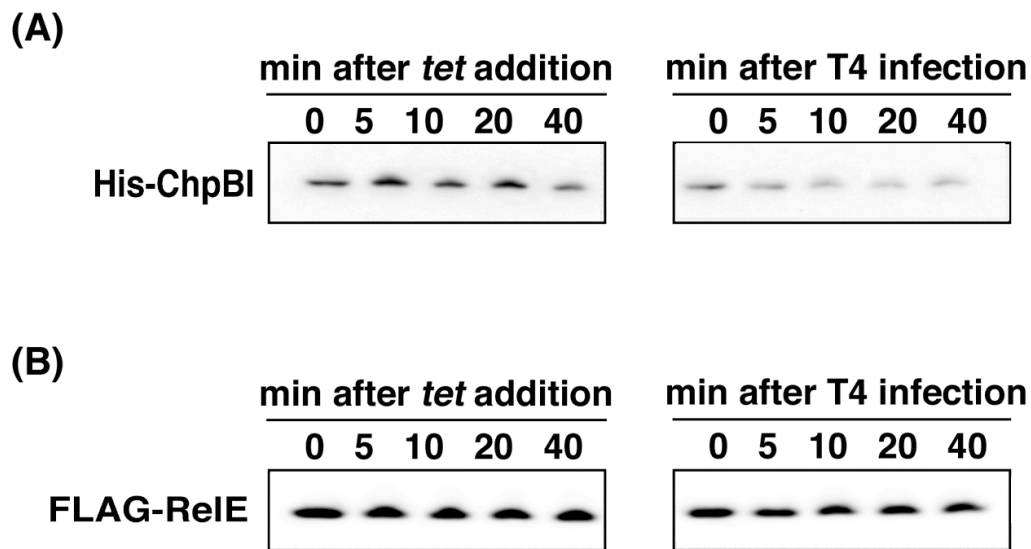 (A)
min after tet addition
min after T4 infection
0 5 10 20 40
0 5 10 20 40
His-ChpBI
(B)
min after tet addition
min after T4 infection
0 5 10 20 40
0 5 10 20 40
FLAG-RelE